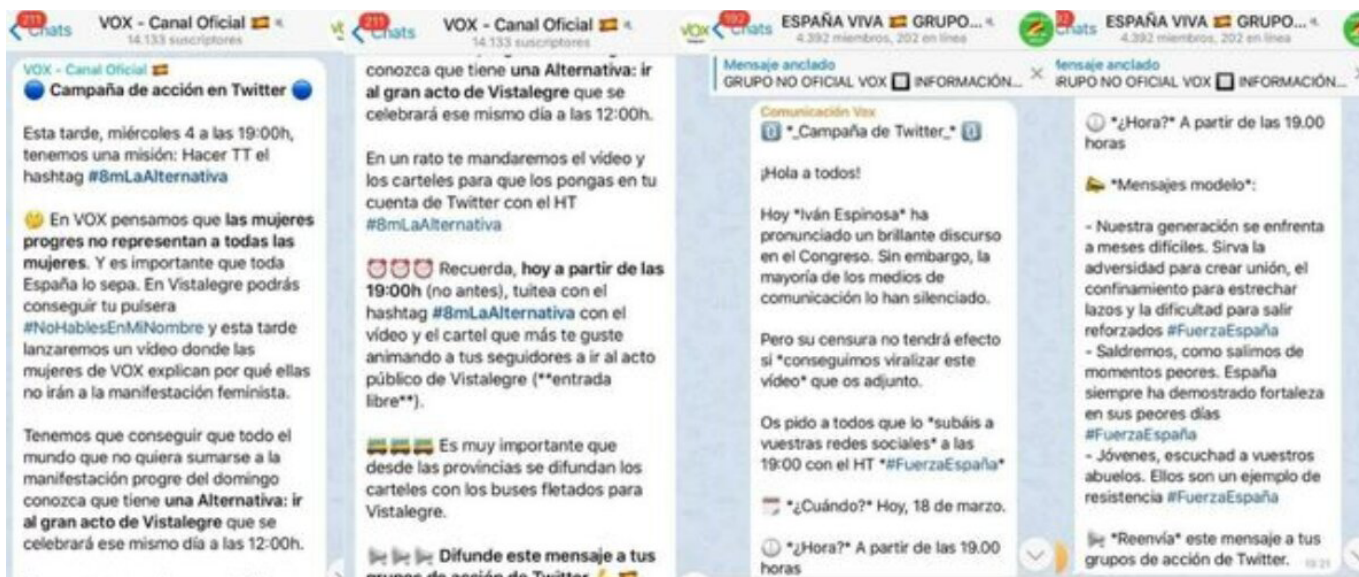 211
Chats
VOX - Canal Oficial 🇪🇸
14.133 suscriptores
VOX - Canal Oficial 🇪🇸
🔵 Campaña de acción en Twitter 🔵
Esta tarde, miércoles 4 a las 19:00h,
tenemos una misión: Hacer TT el
hashtag #8mLaAlternativa
🤔 En VOX pensamos que las mujeres
progres no representan a todas las
mujeres. Y es importante que toda
España lo sepa. En Vistalegre podrás
conseguir tu pulsera
#NoHablesEnMiNombre y esta tarde
lanzaremos un vídeo donde las
mujeres de VOX explican por qué ellas
no irán a la manifestación feminista.
Tenemos que conseguir que todo el
mundo que no quiera sumarse a la
manifestación progre del domingo
conozca que tiene una Alternativa: ir
al gran acto de Vistalegre que se
celebrará ese mismo día a las 12:00h.
211
Chats
VOX - Canal Oficial 🇪🇸
14.133 suscriptores
VOX
conozca que tiene una Alternativa: ir
al gran acto de Vistalegre que se
celebrará ese mismo día a las 12:00h.
En un rato te mandaremos el vídeo y
los carteles para que los pongas en tu
cuenta de Twitter con el HT
#8mLaAlternativa
⏰⏰⏰ Recuerda, hoy a partir de las
19:00h (no antes), tuitea con el
hashtag #8mLaAlternativa con el
vídeo y el cartel que más te guste
animando a tus seguidores a ir al acto
público de Vistalegre (**entrada
libre**).
🚌🚌🚌 Es muy importante que
desde las provincias se difundan los
carteles con los buses fletados para
Vistalegre.
📢📢📢 Difunde este mensaje a tus
grupos de acción de Twitter 💪 🇪🇸
192
Chats
ESPAÑA VIVA 🇪🇸 GRUPO...
4.392 miembros, 202 en línea
Mensaje anclado
GRUPO NO OFICIAL VOX 🔲 INFORMACIÓN...
Comunicación Vox
*_Campaña de Twitter_*
¡Hola a todos!
Hoy *Iván Espinosa* ha
pronunciado un brillante discurso
en el Congreso. Sin embargo, la
mayoría de los medios de
comunicación lo han silenciado.
Pero su censura no tendrá efecto
si *conseguimos viralizar este
vídeo* que os adjunto.
Os pido a todos que lo *subáis a
vuestras redes sociales* a las
19:00 con el HT *#FuerzaEspaña*
🗓 *¿Cuándo?* Hoy, 18 de marzo.
🕕 *¿Hora?* A partir de las 19.00
horas
92
Chats
ESPAÑA VIVA 🇪🇸 GRUPO...
4.392 miembros, 202 en línea
Mensaje anclado
RUPO NO OFICIAL VOX 🔲 INFORMACIÓN...
🕕 *¿Hora?* A partir de las 19.00
horas
*Mensajes modelo*:
- Nuestra generación se enfrenta
a meses difíciles. Sirva la
adversidad para crear unión, el
confinamiento para estrechar
lazos y la dificultad para salir
reforzados #FuerzaEspaña
- Saldremos, como salimos de
momentos peores. España
siempre ha demostrado fortaleza
en sus peores días
#FuerzaEspaña
- Jóvenes, escuchad a vuestros
abuelos. Ellos son un ejemplo de
resistencia #FuerzaEspaña
📢 *Reenvía* este mensaje a tus
grupos de acción de Twitter.
19:21